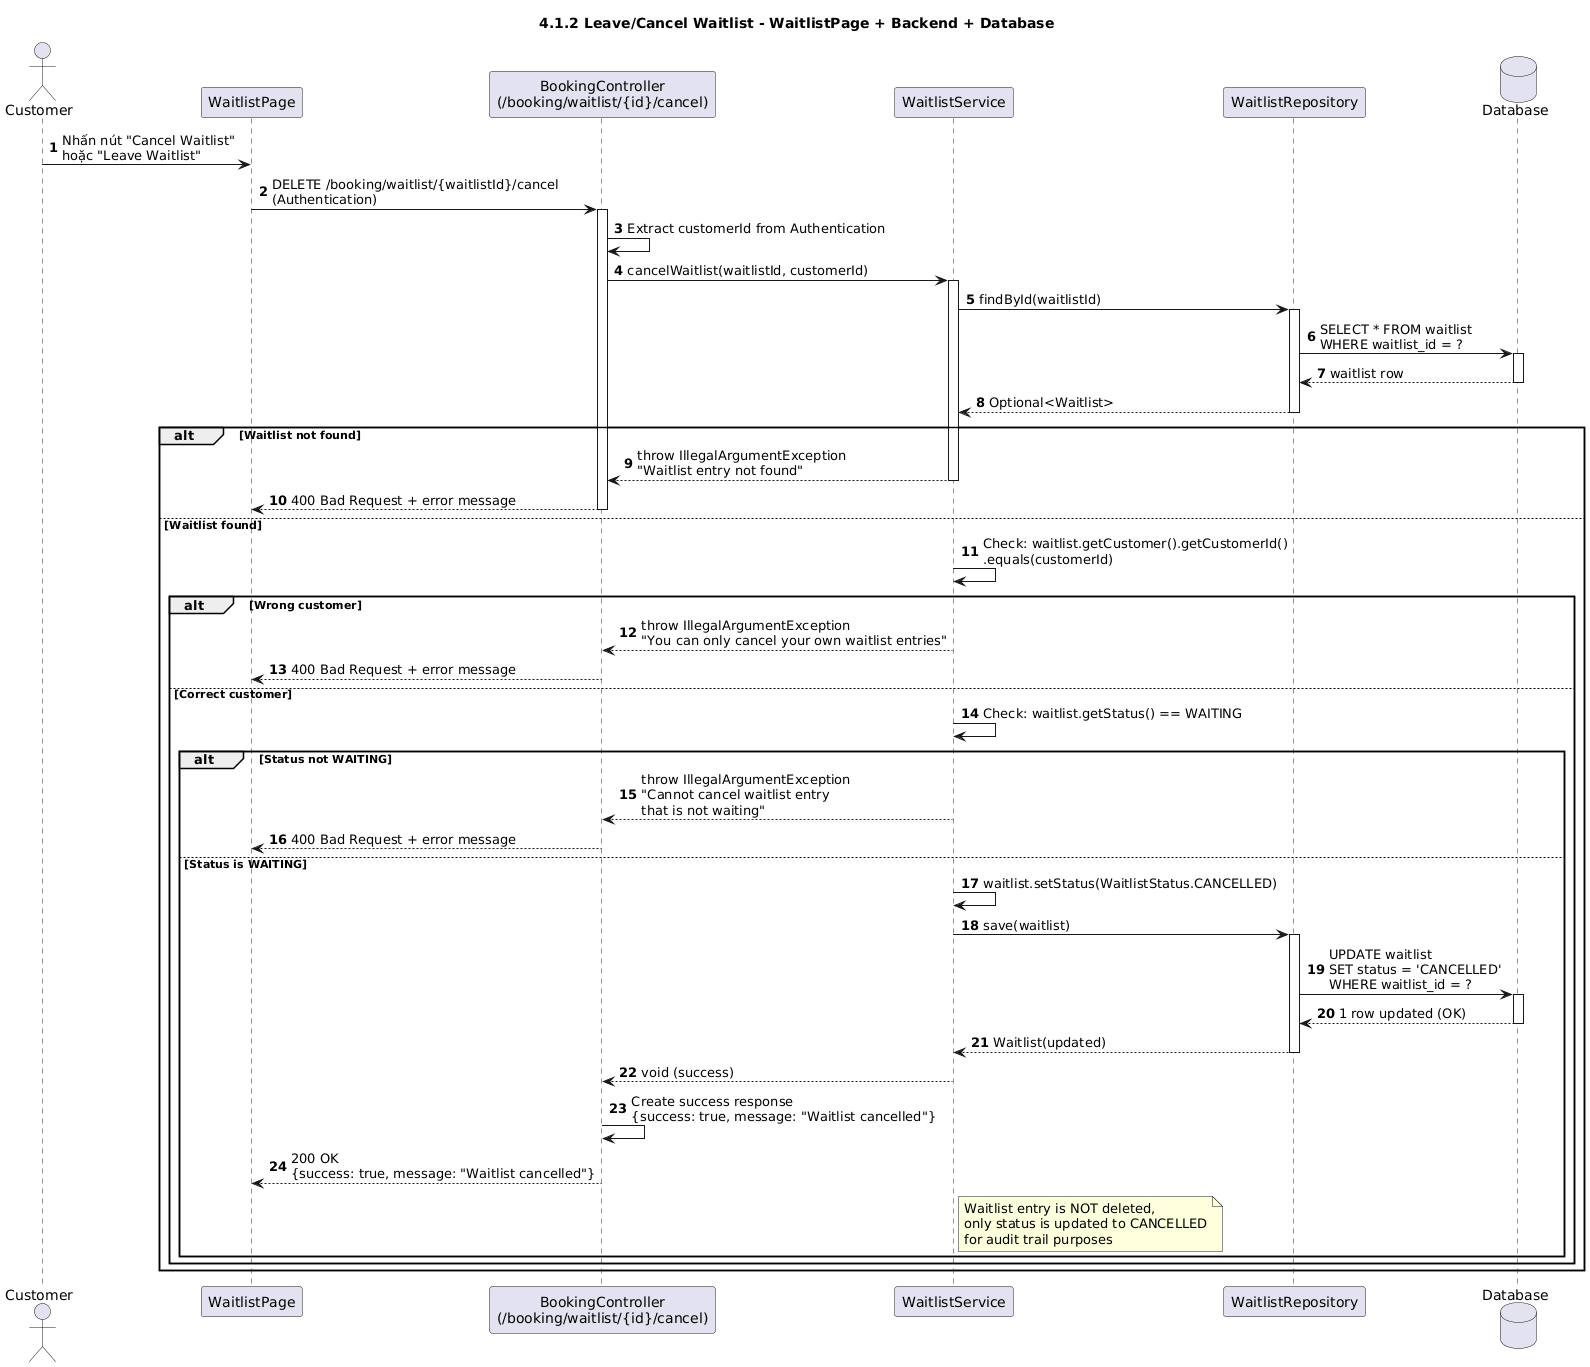 4.1.2 Leave/Cancel Waitlist - WaitlistPage + Backend + Database
Customer
WaitlistPage
BookingController
(/booking/waitlist/{id}/cancel)
WaitlistService
WaitlistRepository
Database
1 Nhấn nút "Cancel Waitlist"
hoặc "Leave Waitlist"
2 DELETE /booking/waitlist/{waitlistId}/cancel
(Authentication)
3 Extract customerId from Authentication
4 cancelWaitlist(waitlistId, customerId)
5 findById(waitlistId)
6 SELECT * FROM waitlist
WHERE waitlist_id = ?
7 waitlist row
8 Optional<Waitlist>
alt [Waitlist not found]
9 throw IllegalArgumentException
"Waitlist entry not found"
10 400 Bad Request + error message
[Waitlist found]
11 Check: waitlist.getCustomer().getCustomerId()
.equals(customerId)
alt [Wrong customer]
12 throw IllegalArgumentException
"You can only cancel your own waitlist entries"
13 400 Bad Request + error message
[Correct customer]
14 Check: waitlist.getStatus() == WAITING
alt [Status not WAITING]
15 throw IllegalArgumentException
"Cannot cancel waitlist entry
that is not waiting"
16 400 Bad Request + error message
[Status is WAITING]
17 waitlist.setStatus(WaitlistStatus.CANCELLED)
18 save(waitlist)
19 UPDATE waitlist
SET status = 'CANCELLED'
WHERE waitlist_id = ?
20 1 row updated (OK)
21 Waitlist(updated)
22 void (success)
23 Create success response
{success: true, message: "Waitlist cancelled"}
24 200 OK
{success: true, message: "Waitlist cancelled"}
Waitlist entry is NOT deleted,
only status is updated to CANCELLED
for audit trail purposes
Customer
WaitlistPage
BookingController
(/booking/waitlist/{id}/cancel)
WaitlistService
WaitlistRepository
Database